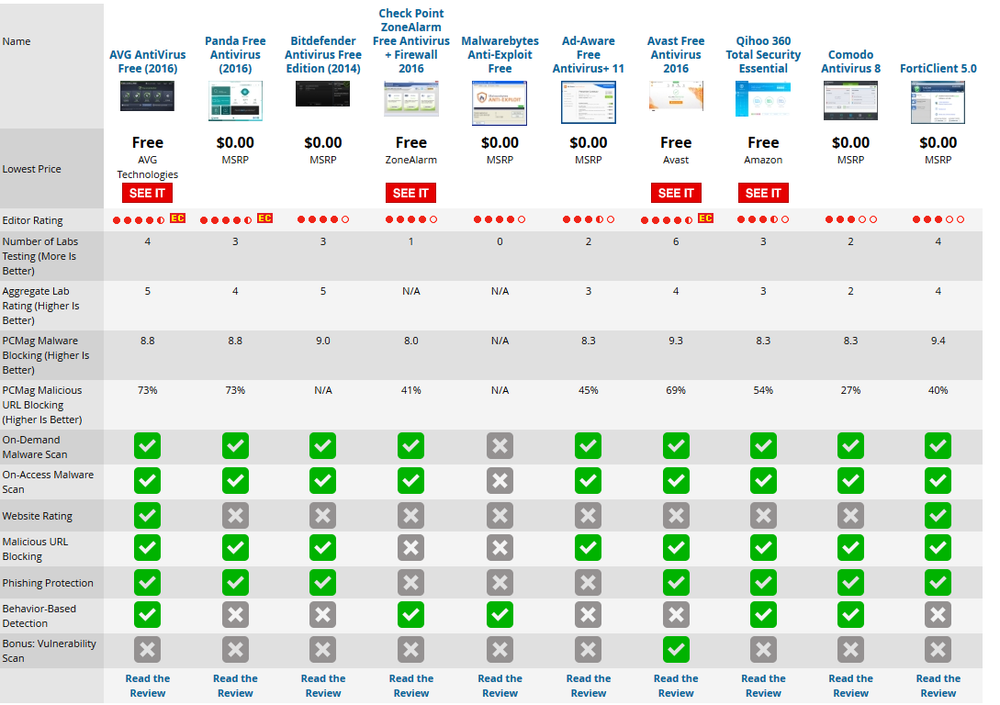 Name
AVG AntiVirus
Free (2016)
Panda Free
Antivirus
(2016)
Bitdefender
Antivirus Free
Edition (2014)
Check Point
ZoneAlarm
Free Antivirus
+ Firewall
2016
Malwarebytes
Anti-Exploit
Free
Ad-Aware
Free
Antivirus+ 11
Avast Free
Antivirus
2016
Qihoo 360
Total Security
Essential
Comodo
Antivirus 8
FortiClient 5.0
Lowest Price
Free
AVG
Technologies
SEE IT
$0.00
MSRP
$0.00
MSRP
Free
ZoneAlarm
SEE IT
$0.00
MSRP
$0.00
MSRP
Free
Avast
SEE IT
Free
Amazon
SEE IT
$0.00
MSRP
$0.00
MSRP
Editor Rating
EC
EC
EC
Number of Labs
Testing (More Is
Better)
4 3 3 1 0 2 6 3 2 4
Aggregate Lab
Rating (Higher Is
Better)
5 4 5 N/A N/A 3 4 3 2 4
PCMag Malware
Blocking (Higher Is
Better)
8.8 8.8 9.0 8.0 N/A 8.3 9.3 8.3 8.3 9.4
PCMag Malicious
URL Blocking
(Higher Is Better)
73% 73% N/A 41% N/A 45% 69% 54% 27% 40%
On-Demand
Malware Scan
On-Access Malware
Scan
Website Rating
Malicious URL
Blocking
Phishing Protection
Behavior-Based
Detection
Bonus: Vulnerability
Scan
Read the
Review
Read the
Review
Read the
Review
Read the
Review
Read the
Review
Read the
Review
Read the
Review
Read the
Review
Read the
Review
Read the
Review